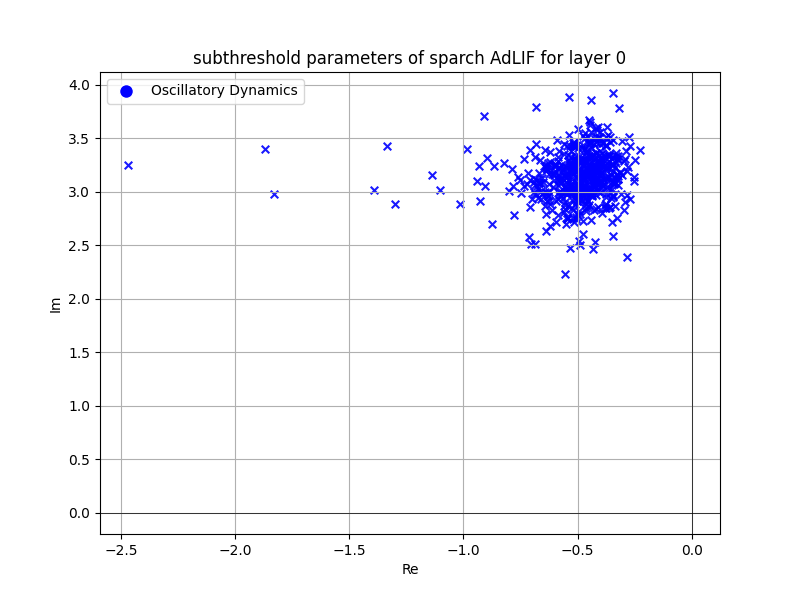 subthreshold parameters of sparch AdLIF for layer 0
Oscillatory Dynamics
4.0
3.5
3.0
2.5
2.0
1.5
1.0
0.5
0.0
Im
−2.5 −2.0 −1.5 −1.0 −0.5 0.0
Re